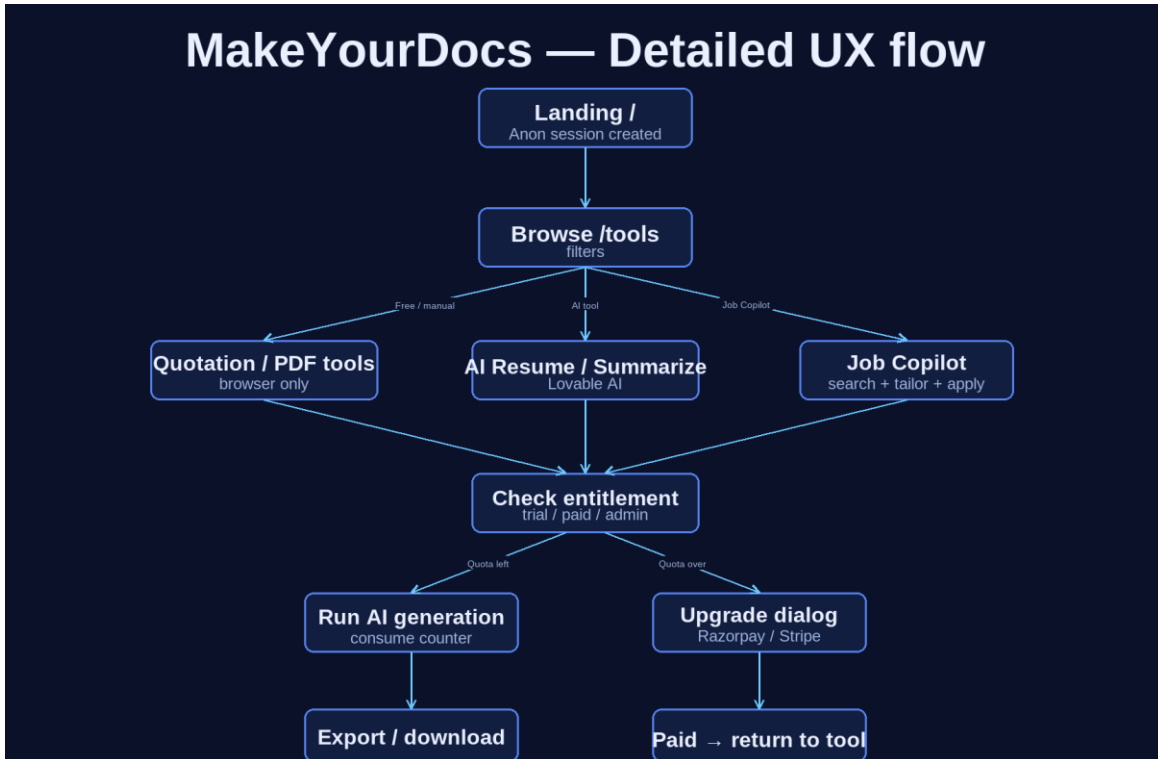 MakeYourDocs — Detailed UX flow
Landing /
Anon session created
Browse /tools
filters
Free / manual
AI tool
Job Copilot
Quotation / PDF tools
browser only
AI Resume / Summarize
Lovable AI
Job Copilot
search + tailor + apply
Check entitlement
trial / paid / admin
Quota left
Quota over
Run AI generation
consume counter
Upgrade dialog
Razorpay / Stripe
Export / download
Paid → return to tool